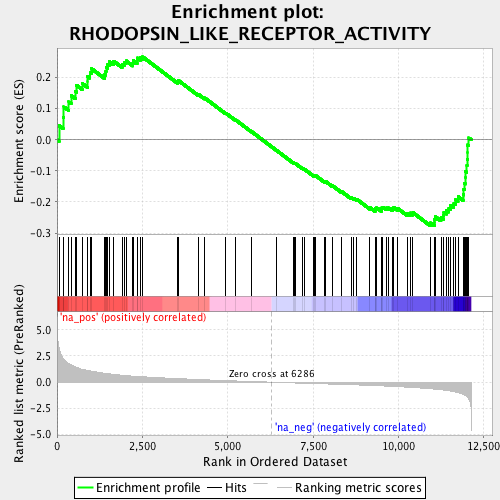 Enrichment plot:
RHODOPSIN_LIKE_RECEPTOR_ACTIVITY
Enrichment score (ES)
0.2
0.1
0.0
-0.1
-0.2
-0.3
'na_pos' (positively correlated)
Ranked list metric (PreRanked)
5.0
2.5
0.0
-2.5
-5.0
Zero cross at 6286
'na_neg' (negatively correlated)
0
2,500
5,000
7,500
10,000
12,500
Rank in Ordered Dataset
Enrichment profile
Hits
Ranking metric scores